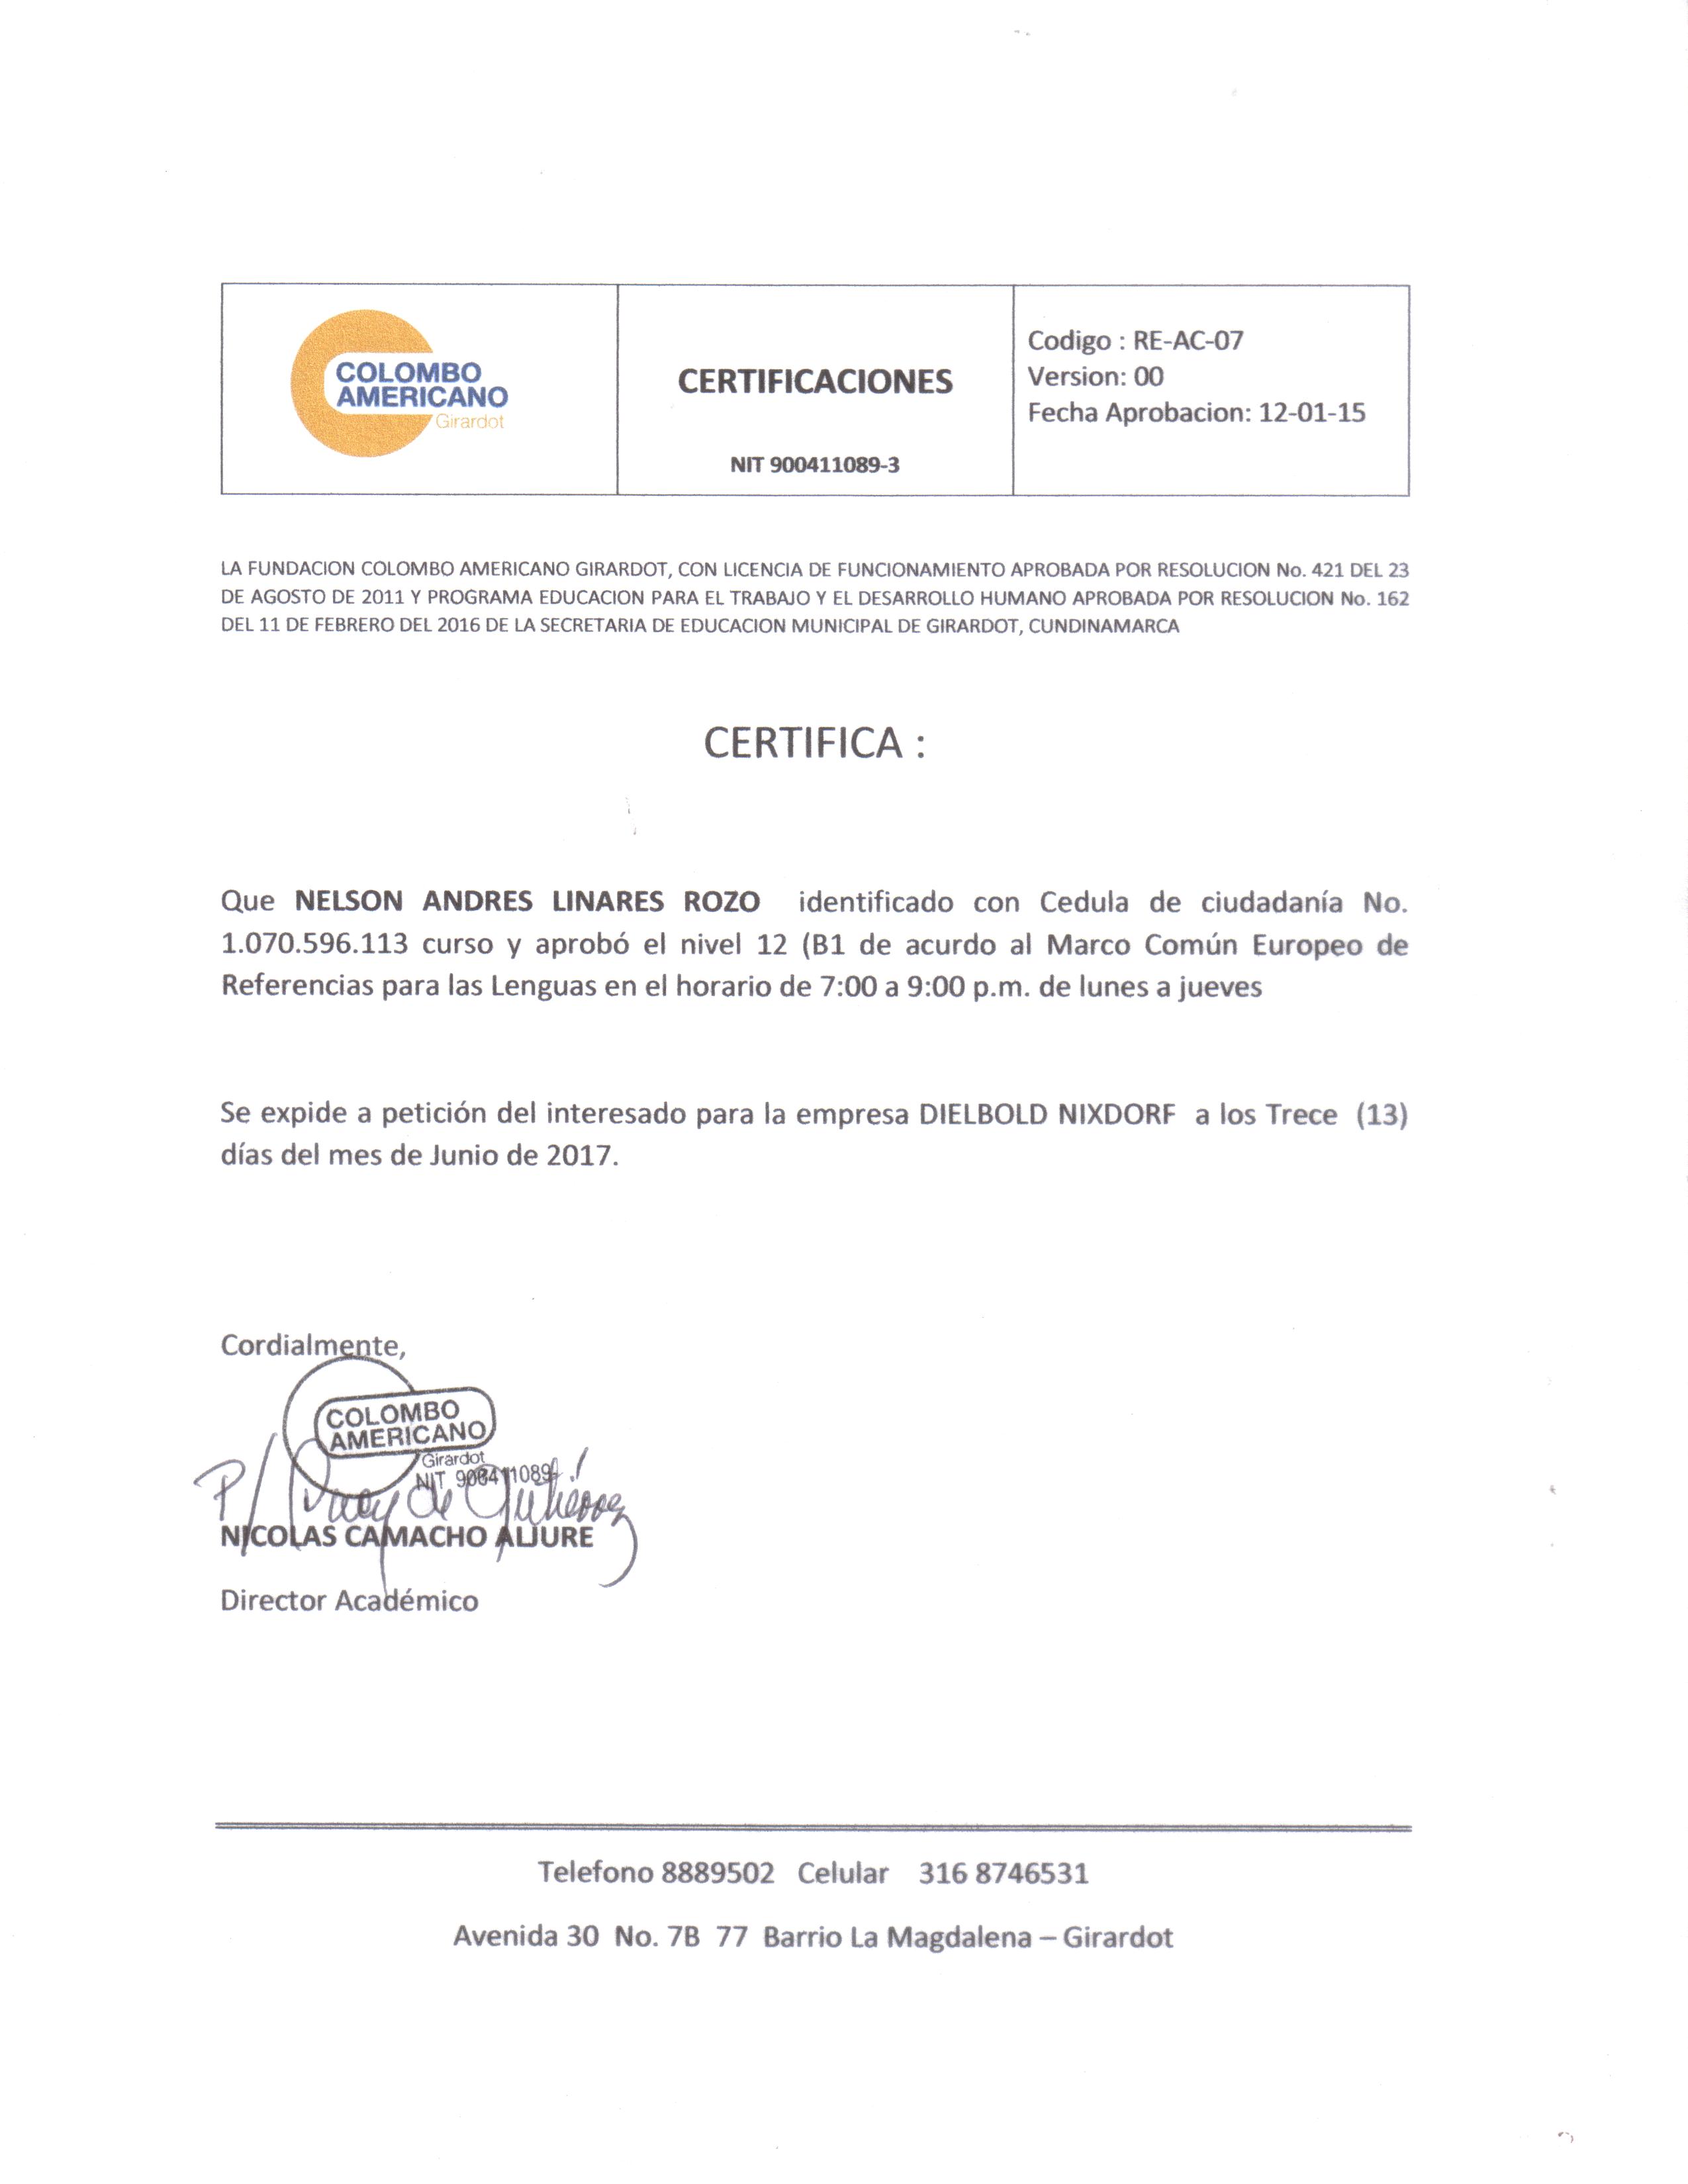 COLOMBO
AMERICANO
Girardot
CERTIFICACIONES
NIT 900411089-3
Codigo : RE-AC-07
Version: 00
Fecha Aprobacion: 12-01-15
LA FUNDACION COLOMBO AMERICANO GIRARDOT, CON LICENCIA DE FUNCIONAMIENTO APROBADA POR RESOLUCION No. 421 DEL 23
DE AGOSTO DE 2011 Y PROGRAMA EDUCACION PARA EL TRABAJO Y EL DESARROLLO HUMANO APROBADA POR RESOLUCION No. 162
DEL 11 DE FEBRERO DEL 2016 DE LA SECRETARIA DE EDUCACION MUNICIPAL DE GIRARDOT, CUNDINAMARCA
CERTIFICA :
Que NELSON ANDRES LINARES ROZO identificado con Cedula de ciudadanía No.
1.070.596.113 curso y aprobó el nivel 12 (B1 de acurdo al Marco Común Europeo de
Referencias para las Lenguas en el horario de 7:00 a 9:00 p.m. de lunes a jueves
Se expide a petición del interesado para la empresa DIELBOLD NIXDORF a los Trece (13)
días del mes de Junio de 2017.
Cordialmente,
COLOMBO
AMERICANO
Girardot
NIT 900411089
P/ de Gutierrez
NICOLAS CAMACHO ALJURE
Director Académico
Telefono 8889502 Celular 316 8746531
Avenida 30 No. 7B 77 Barrio La Magdalena – Girardot